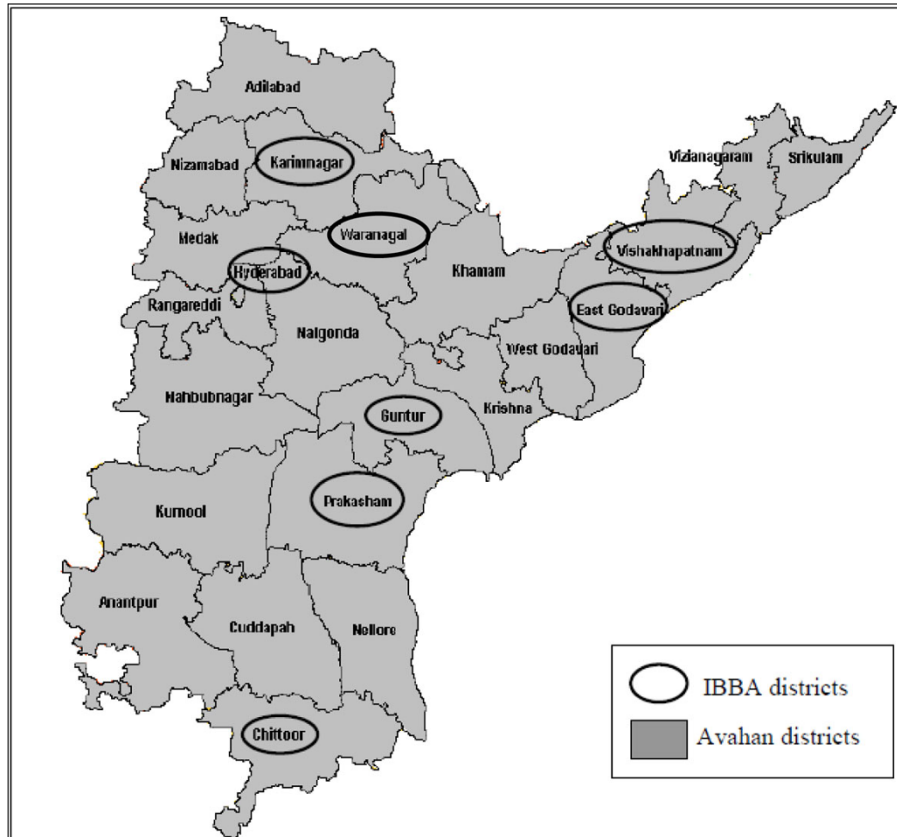 Adilabad
Nizamabad
Karimnagar
Vizianagaram
Srikulam
Medak
Waranagal
Vishakhapatnam
Hyderabad
Khamam
Rangareddi
East Godavari
Nalgonda
West Godavari
Mahbubnagar
Guntur
Krishna
Prakasham
Kurnool
Anantpur
Cuddapah
Nellore
IBBA districts
Chittoor
Avahan districts